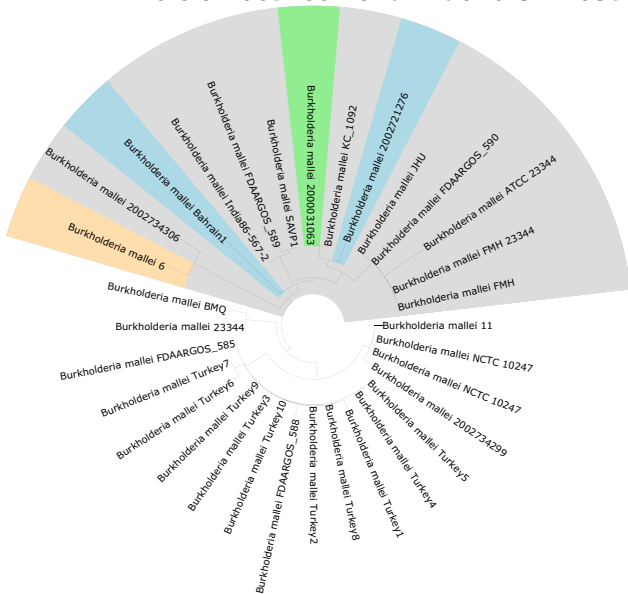 Burkholderia mallei 6
Burkholderia mallei 2002734306
Burkholderia mallei Bahrain1
Burkholderia mallei India86-567-2
Burkholderia mallei FDAARGOS_589
Burkholderia mallei SAVP1
Burkholderia mallei 2000031063
Burkholderia mallei KC_1092
Burkholderia mallei 2002721276
Burkholderia mallei JHU
Burkholderia mallei FDAARGOS_590
Burkholderia mallei ATCC 23344
Burkholderia mallei FMH 23344
Burkholderia mallei FMH
Burkholderia mallei 11
Burkholderia mallei NCTC 10247
Burkholderia mallei NCTC 10247
Burkholderia mallei 2002734299
Burkholderia mallei Turkey5
Burkholderia mallei Turkey4
Burkholderia mallei Turkey1
Burkholderia mallei Turkey8
Burkholderia mallei Turkey2
Burkholderia mallei FDAARGOS_588
Burkholderia mallei Turkey10
Burkholderia mallei Turkey3
Burkholderia mallei Turkey9
Burkholderia mallei Turkey6
Burkholderia mallei Turkey7
Burkholderia mallei FDAARGOS_585
Burkholderia mallei 23344
Burkholderia mallei BMQ